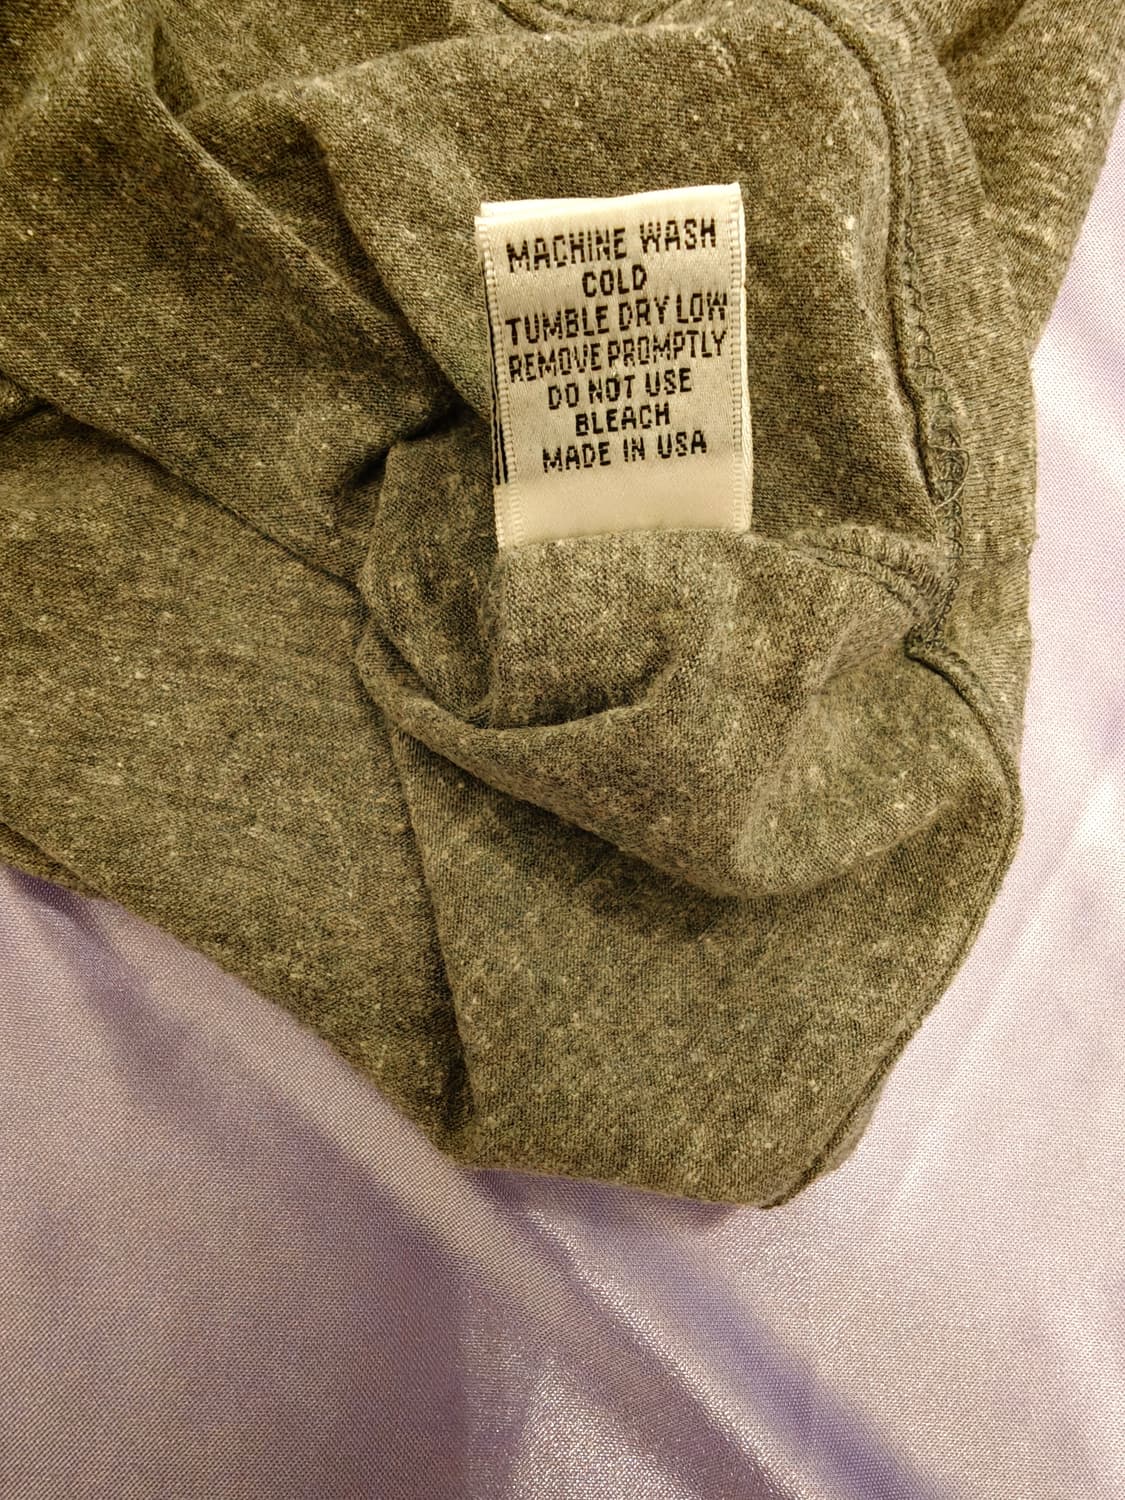 MACHINE WASH
COLD
TUMBLE DRY LOW
REMOVE PROMPTLY
DO NOT USE
BLEACH
MADE IN USA